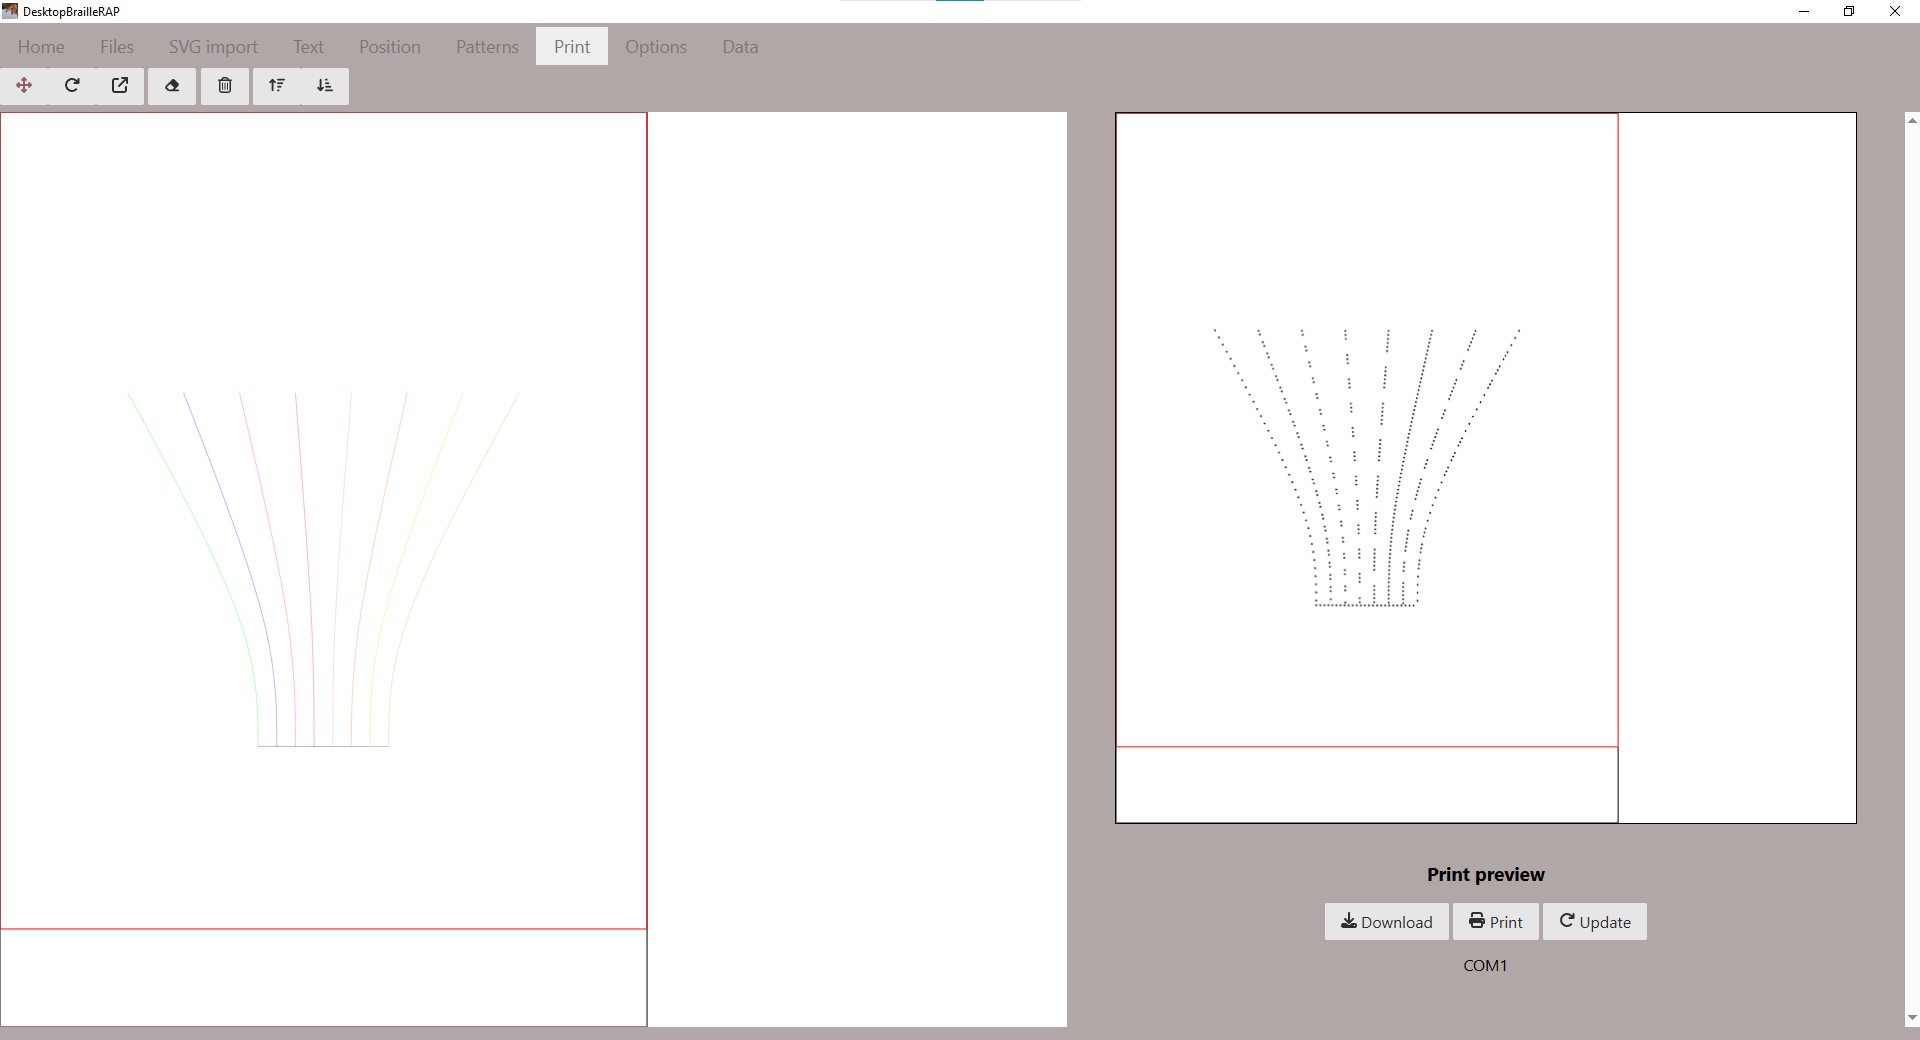 DesktopBrailleRAP
Home Files SVG import Text Position Patterns Print Options Data
Print preview
Download Print Update
COM1